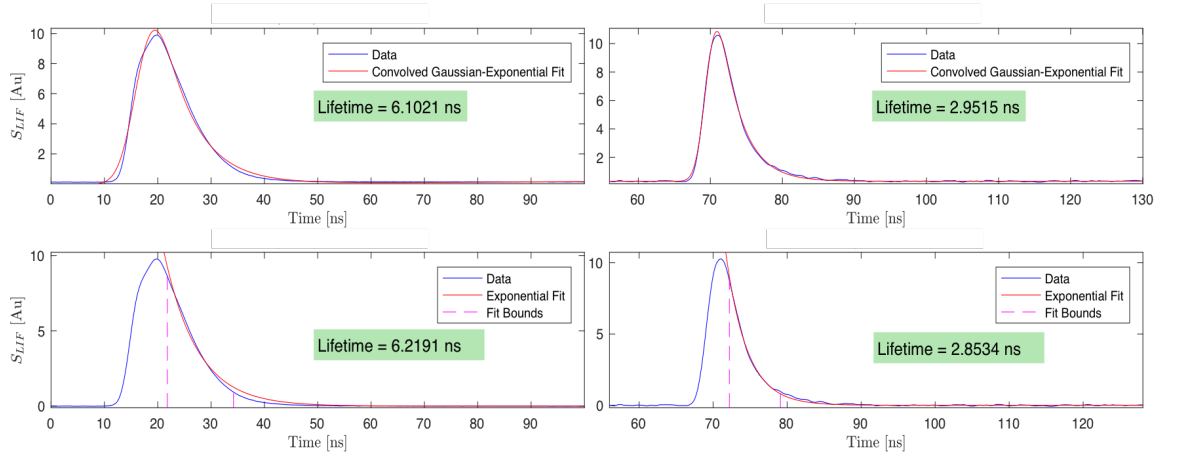 10
8
6
4
2
S_LIF [Au]
Data
Convolved Gaussian-Exponential Fit
Lifetime = 6.1021 ns
0 10 20 30 40 50 60 70 80 90
Time [ns]
10
8
6
4
2
Data
Convolved Gaussian-Exponential Fit
Lifetime = 2.9515 ns
60 70 80 90 100 110 120 130
Time [ns]
10
5
0
S_LIF [Au]
Data
Exponential Fit
Fit Bounds
Lifetime = 6.2191 ns
0 10 20 30 40 50 60 70 80 90
Time [ns]
10
5
0
Data
Exponential Fit
Fit Bounds
Lifetime = 2.8534 ns
60 70 80 90 100 110 120
Time [ns]